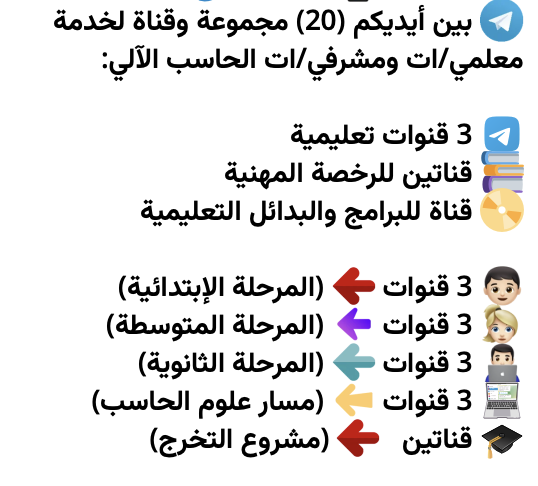 بين أيديكم (20) مجموعة وقناة لخدمة
معلمي/ات ومشرفي/ات الحاسب الآلي:
3 قنوات تعليمية
قناتين للرخصة المهنية
قناة للبرامج والبدائل التعليمية
3 قنوات (المرحلة الإبتدائية)
3 قنوات (المرحلة المتوسطة)
3 قنوات (المرحلة الثانوية)
3 قنوات (مسار علوم الحاسب)
قناتين (مشروع التخرج)